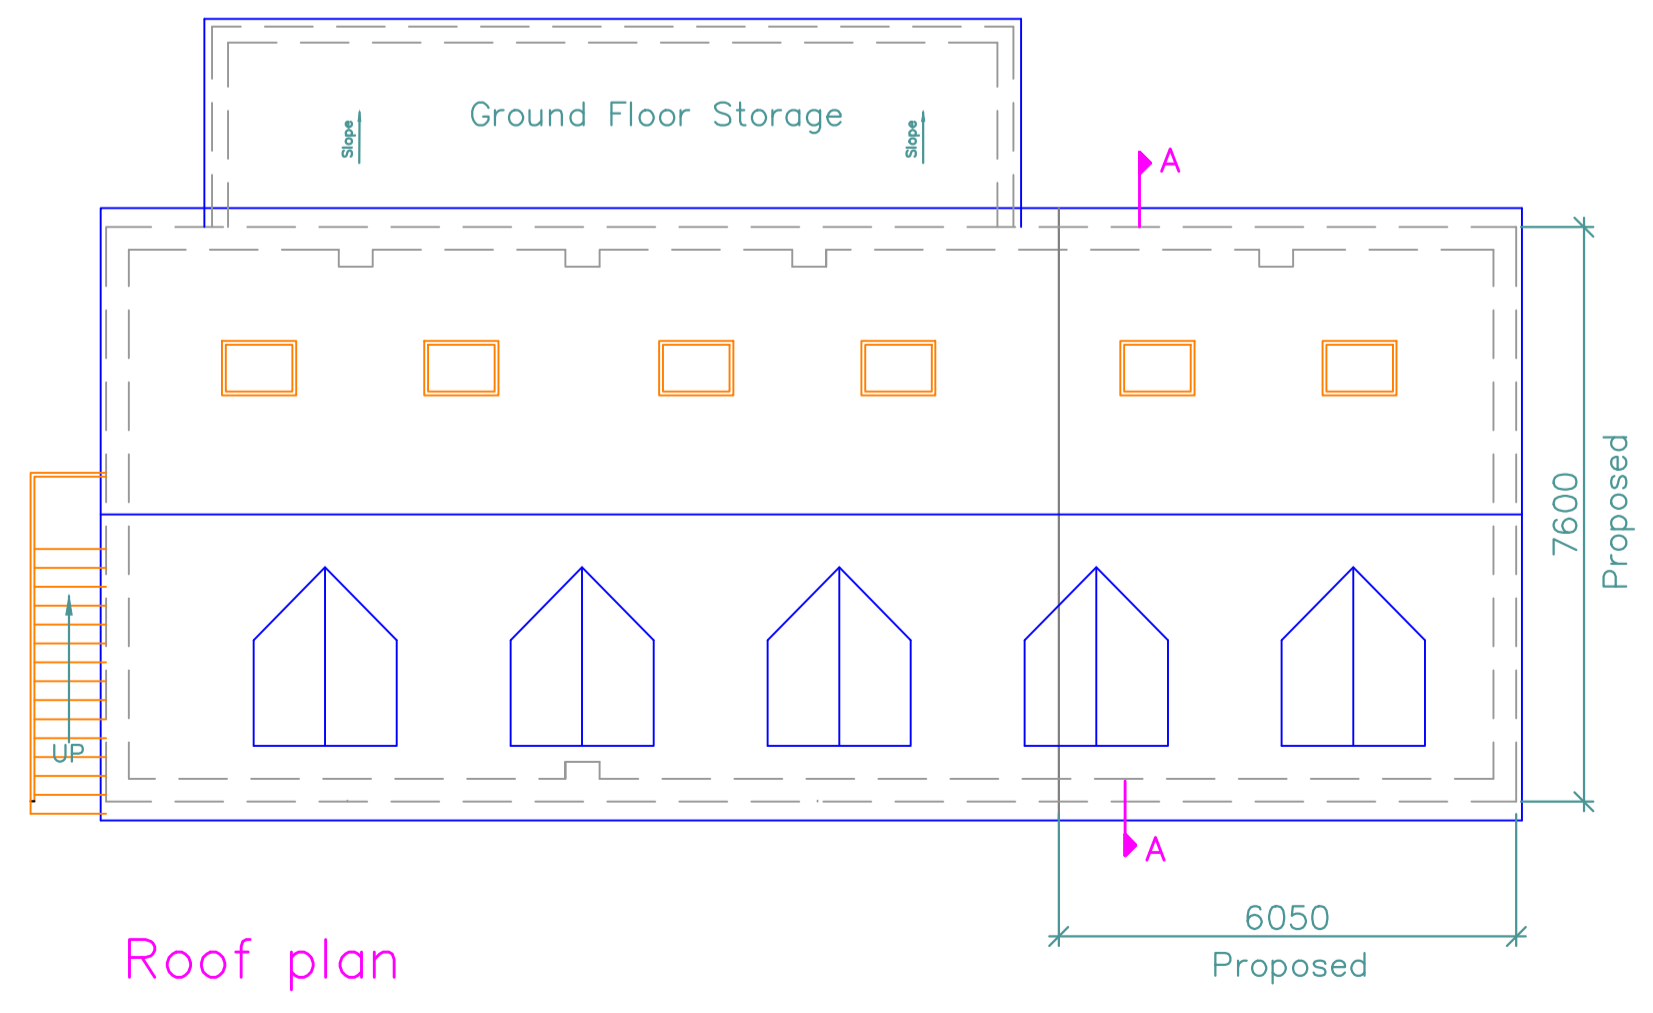 Ground Floor Storage
Slope
Slope
A
7600
Proposed
UP
A
6050
Proposed
Roof plan